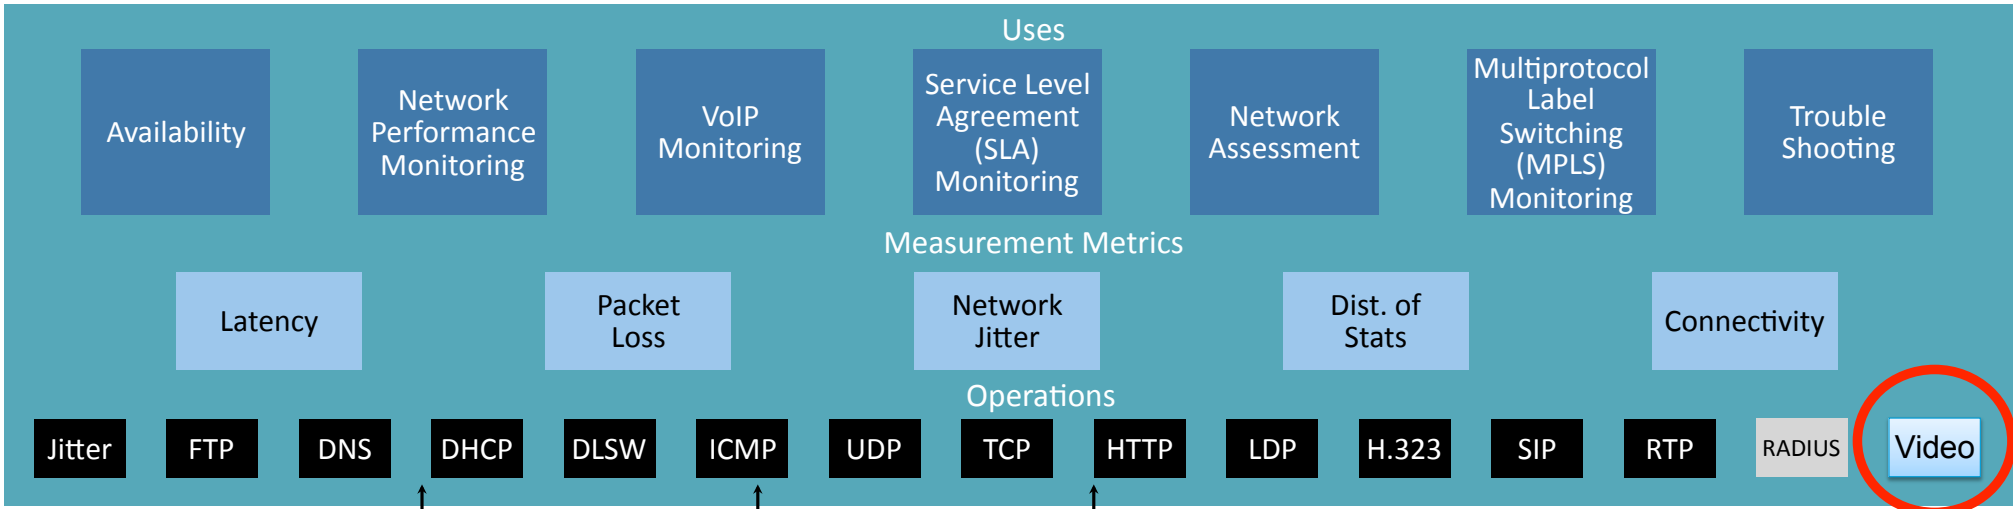 Uses
Availability
Network
Performance
Monitoring
VoIP
Monitoring
Service Level
Agreement
(SLA)
Monitoring
Network
Assessment
Multiprotocol
Label
Switching
(MPLS)
Monitoring
Trouble
Shooting
Measurement Metrics
Latency
Packet
Loss
Network
Jitter
Dist. of
Stats
Connectivity
Operations
Jitter
FTP
DNS
DHCP
DLSW
ICMP
UDP
TCP
HTTP
LDP
H.323
SIP
RTP
RADIUS
Video